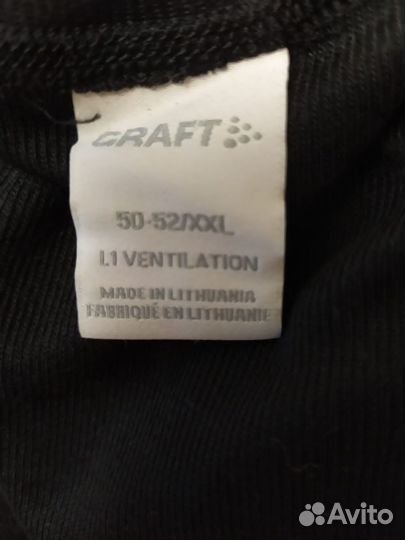 CRAFT
50-52/XXL
L1 VENTILATION
MADE IN LITHUANIA
FABRIQUÉ EN LITHUANIE
Avito